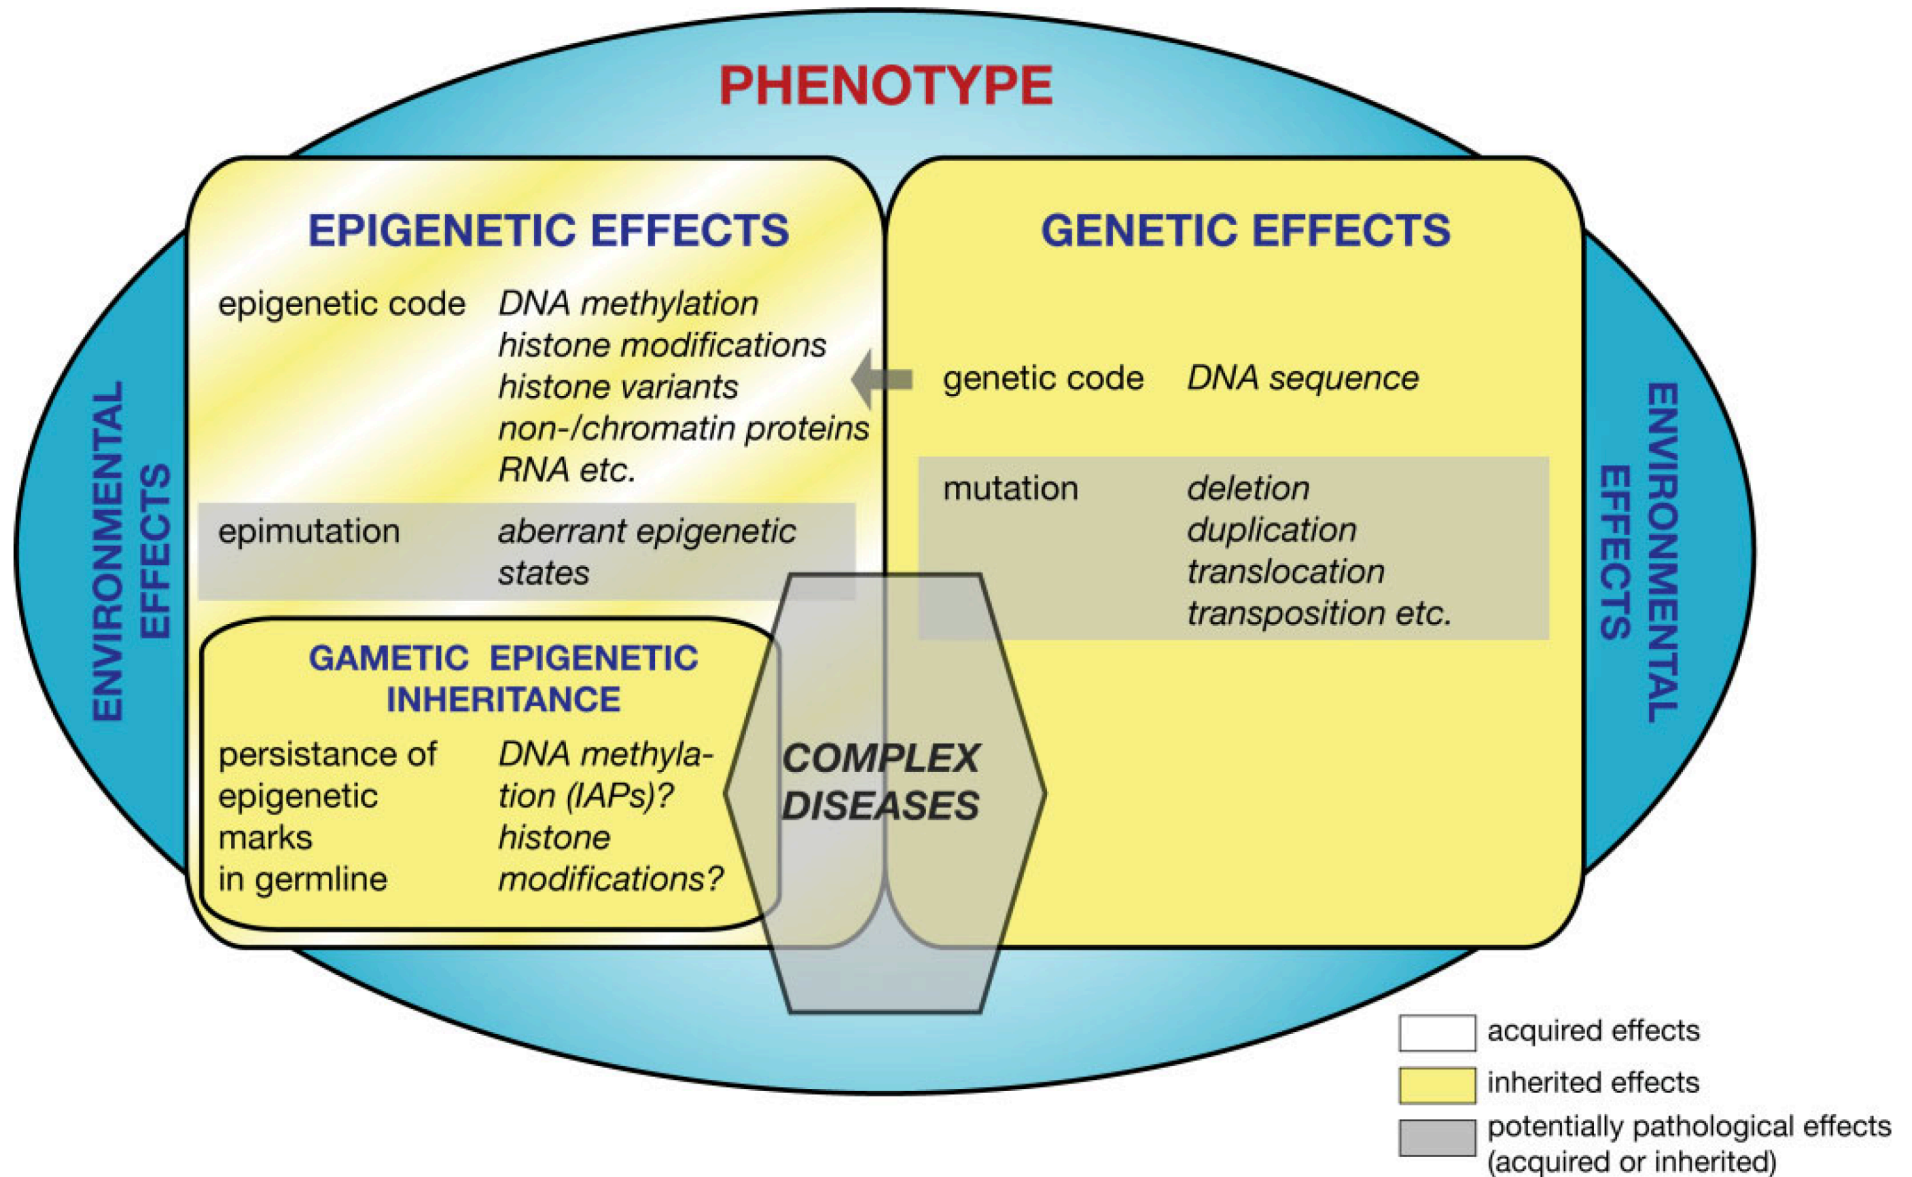 PHENOTYPE
ENVIRONMENTAL
EFFECTS
EPIGENETIC EFFECTS
epigenetic code DNA methylation
histone modifications
histone variants
non-/chromatin proteins
RNA etc.
epimutation aberrant epigenetic
states
GAMETIC EPIGENETIC
INHERITANCE
persistance of DNA methyla-
epigenetic tion (IAPs)?
marks histone
in germline modifications?
GENETIC EFFECTS
genetic code DNA sequence
mutation deletion
duplication
translocation
transposition etc.
COMPLEX
DISEASES
ENVIRONMENTAL
EFFECTS
acquired effects
inherited effects
potentially pathological effects
(acquired or inherited)